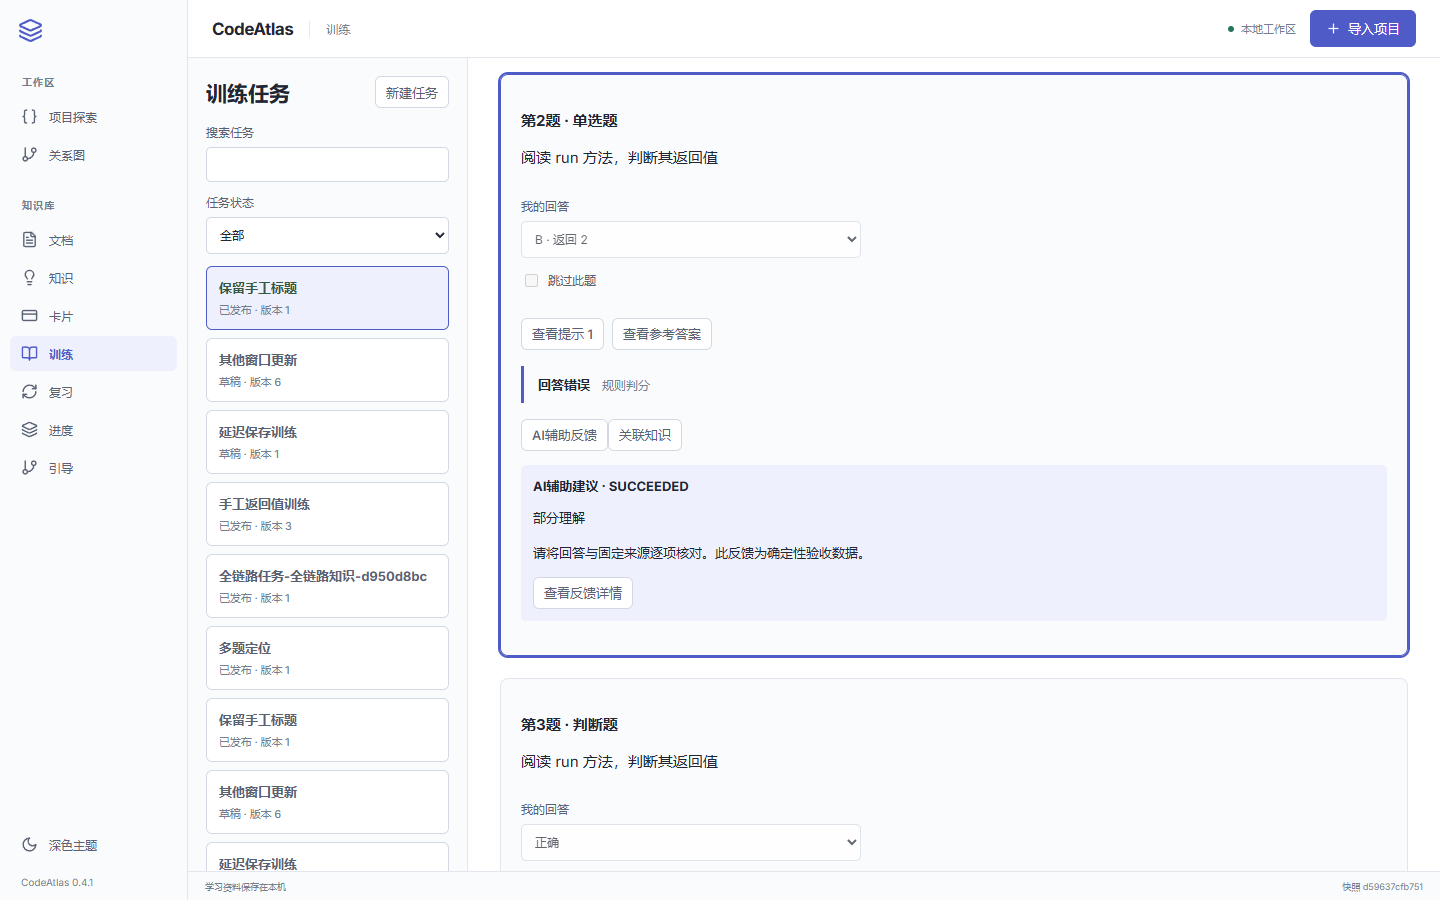 CodeAtlas
训练
本地工作区
导入项目
工作区
项目探索
关系图
知识库
文档
知识
卡片
训练
复习
进度
引导
深色主题
CodeAtlas 0.4.1
训练任务
新建任务
搜索任务
任务状态
全部
保留手工标题
已发布 · 版本 1
其他窗口更新
草稿 · 版本 6
延迟保存训练
草稿 · 版本 1
手工返回值训练
已发布 · 版本 3
全链路任务-全链路知识-d950d8bc
已发布 · 版本 1
多题定位
已发布 · 版本 1
保留手工标题
已发布 · 版本 1
其他窗口更新
草稿 · 版本 6
延迟保存训练
第2题 · 单选题
阅读 run 方法，判断其返回值
我的回答
B · 返回 2
跳过此题
查看提示 1
查看参考答案
回答错误 规则判分
AI辅助反馈
关联知识
AI辅助建议 · SUCCEEDED
部分理解
请将回答与固定来源逐项核对。此反馈为确定性验收数据。
查看反馈详情
第3题 · 判断题
阅读 run 方法，判断其返回值
我的回答
正确
学习资料保存在本机
快照 d59637cfb751